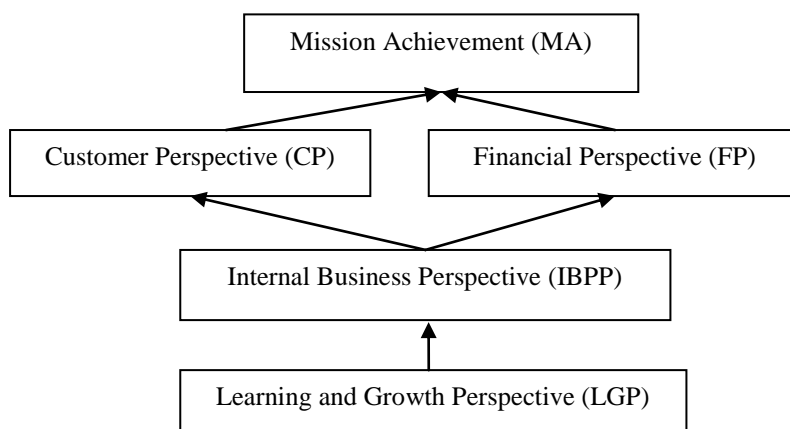 Mission Achievement (MA)
Customer Perspective (CP)
Financial Perspective (FP)
Internal Business Perspective (IBPP)
Learning and Growth Perspective (LGP)